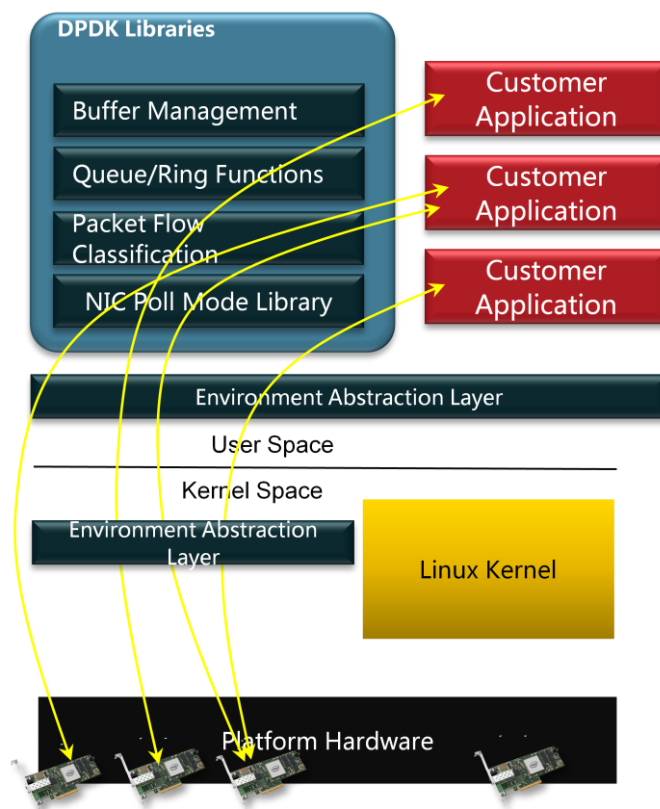 DPDK Libraries
Buffer Management
Queue/Ring Functions
Packet Flow
Classification
NIC Poll Mode Library
Customer
Application
Customer
Application
Customer
Application
Environment Abstraction Layer
User Space
Kernel Space
Environment Abstraction
Layer
Linux Kernel
Platform Hardware